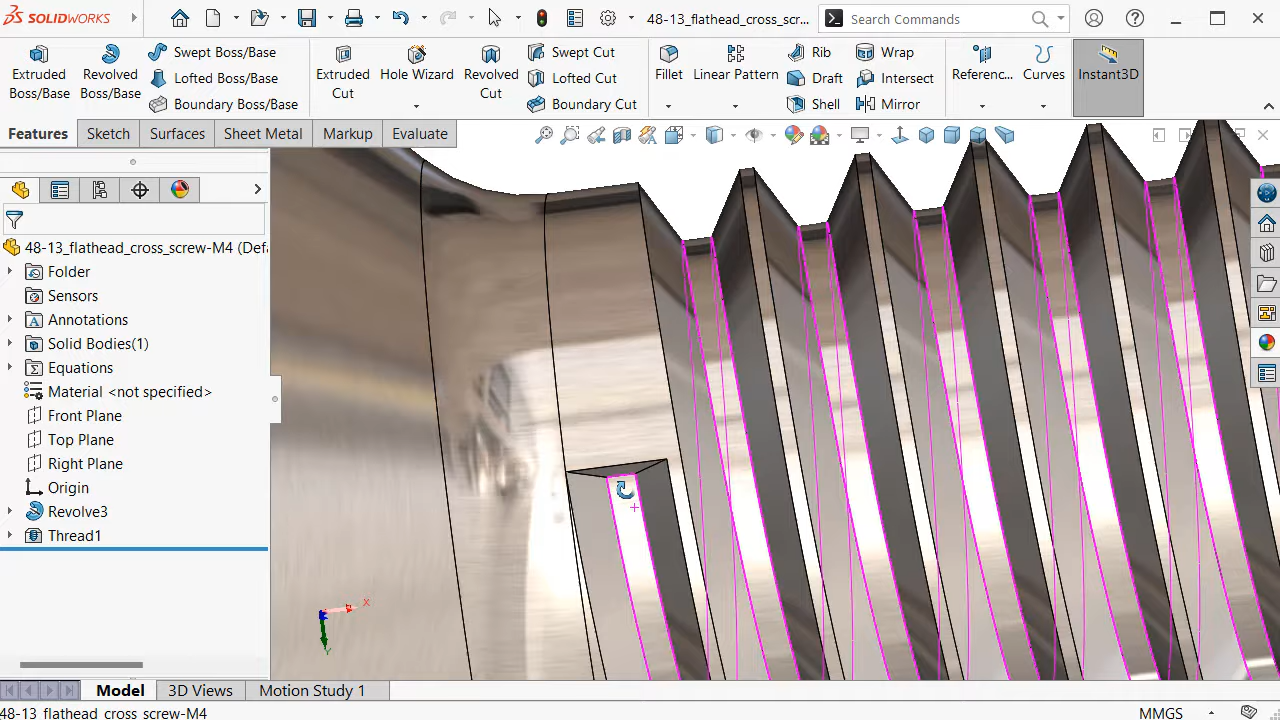 SOLIDWORKS
48-13_flathead_cross_scr...
Search Commands
Extruded Boss/Base
Revolved Boss/Base
Swept Boss/Base
Lofted Boss/Base
Boundary Boss/Base
Extruded Cut
Hole Wizard
Revolved Cut
Swept Cut
Lofted Cut
Boundary Cut
Fillet
Linear Pattern
Rib
Draft
Shell
Wrap
Intersect
Mirror
Referenc...
Curves
Instant3D
Features
Sketch
Surfaces
Sheet Metal
Markup
Evaluate
48-13_flathead_cross_screw-M4 (Defa
Folder
Sensors
Annotations
Solid Bodies(1)
Equations
Material <not specified>
Front Plane
Top Plane
Right Plane
Origin
Revolve3
Thread1
X
Y
Model
3D Views
Motion Study 1
48-13_flathead_cross_screw-M4
MMGS